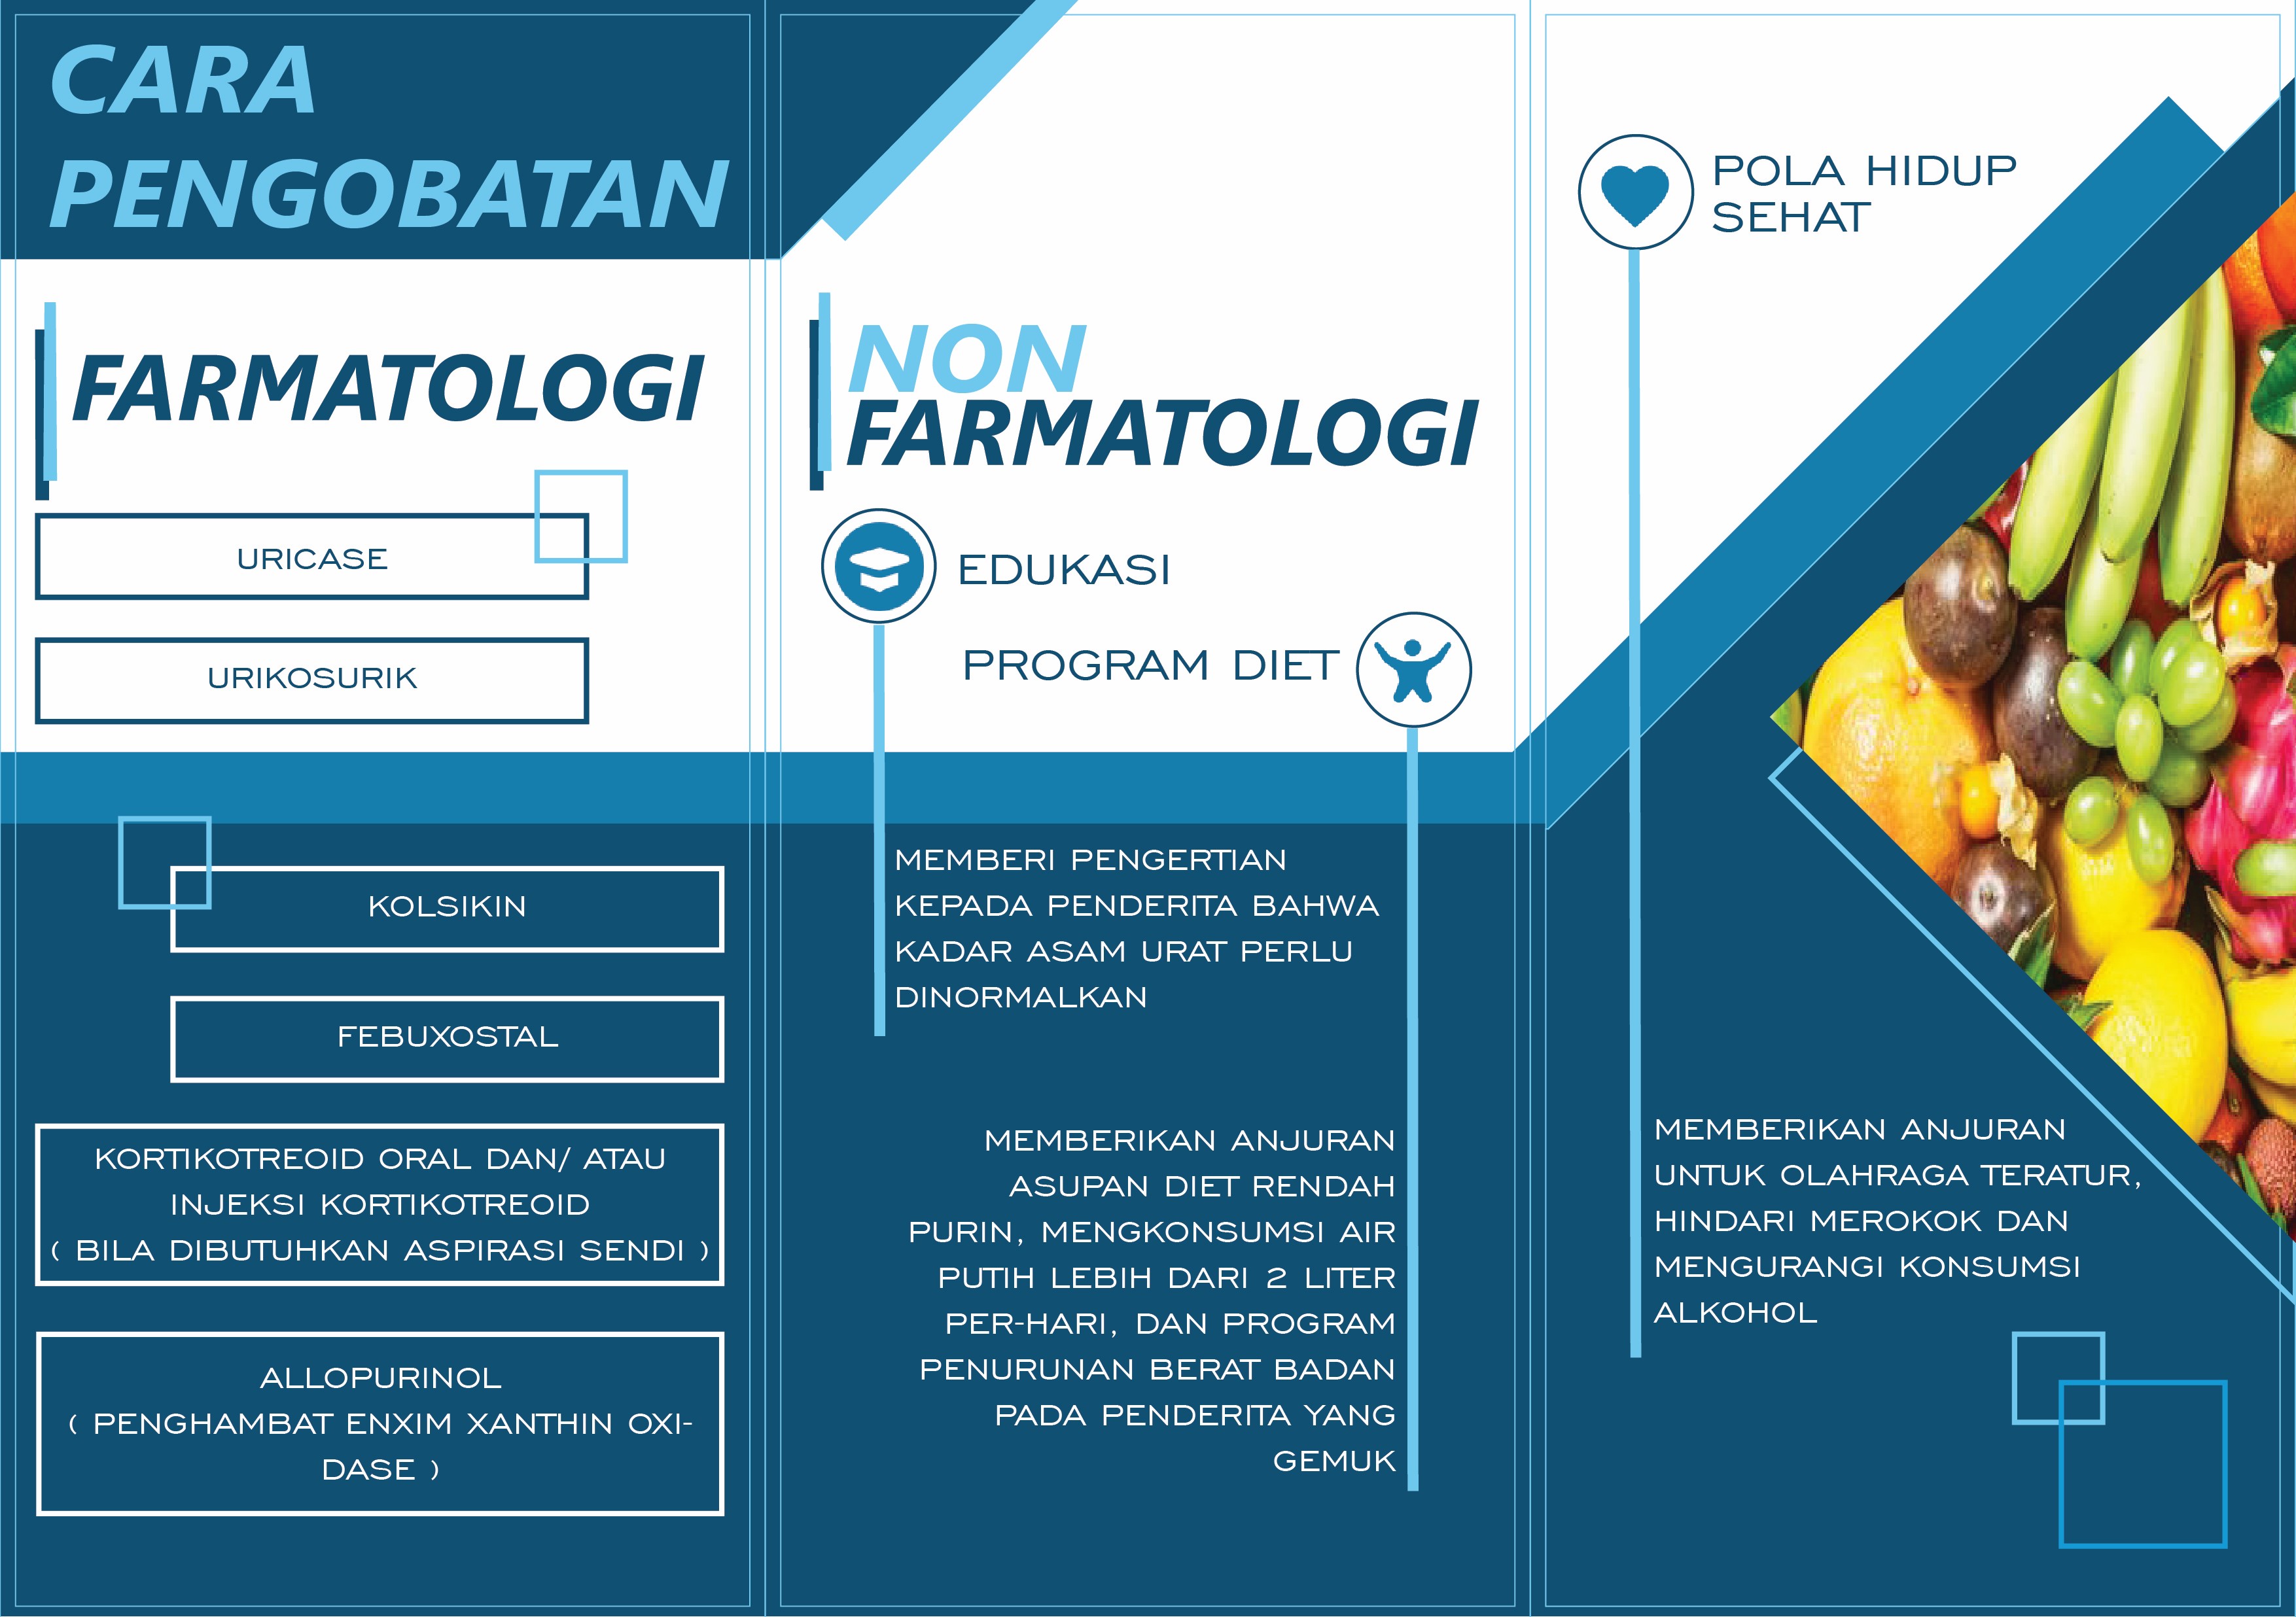 CARA
PENGOBATAN
FARMATOLOGI
URICASE
URIKOSURIK
KOLSIKIN
FEBUXOSTAL
KORTIKOTREOID ORAL DAN/ ATAU
INJEKSI KORTIKOTREOID
( BILA DIBUTUHKAN ASPIRASI SENDI )
ALLOPURINOL
( PENGHAMBAT ENXIM XANTHIN OXI-
DASE )
NON
FARMATOLOGI
EDUKASI
PROGRAM DIET
MEMBERI PENGERTIAN
KEPADA PENDERITA BAHWA
KADAR ASAM URAT PERLU
DINORMALKAN
MEMBERIKAN ANJURAN
ASUPAN DIET RENDAH
PURIN, MENGKONSUMSI AIR
PUTIH LEBIH DARI 2 LITER
PER-HARI, DAN PROGRAM
PENURUNAN BERAT BADAN
PADA PENDERITA YANG
GEMUK
POLA HIDUP
SEHAT
MEMBERIKAN ANJURAN
UNTUK OLAHRAGA TERATUR,
HINDARI MEROKOK DAN
MENGURANGI KONSUMSI
ALKOHOL